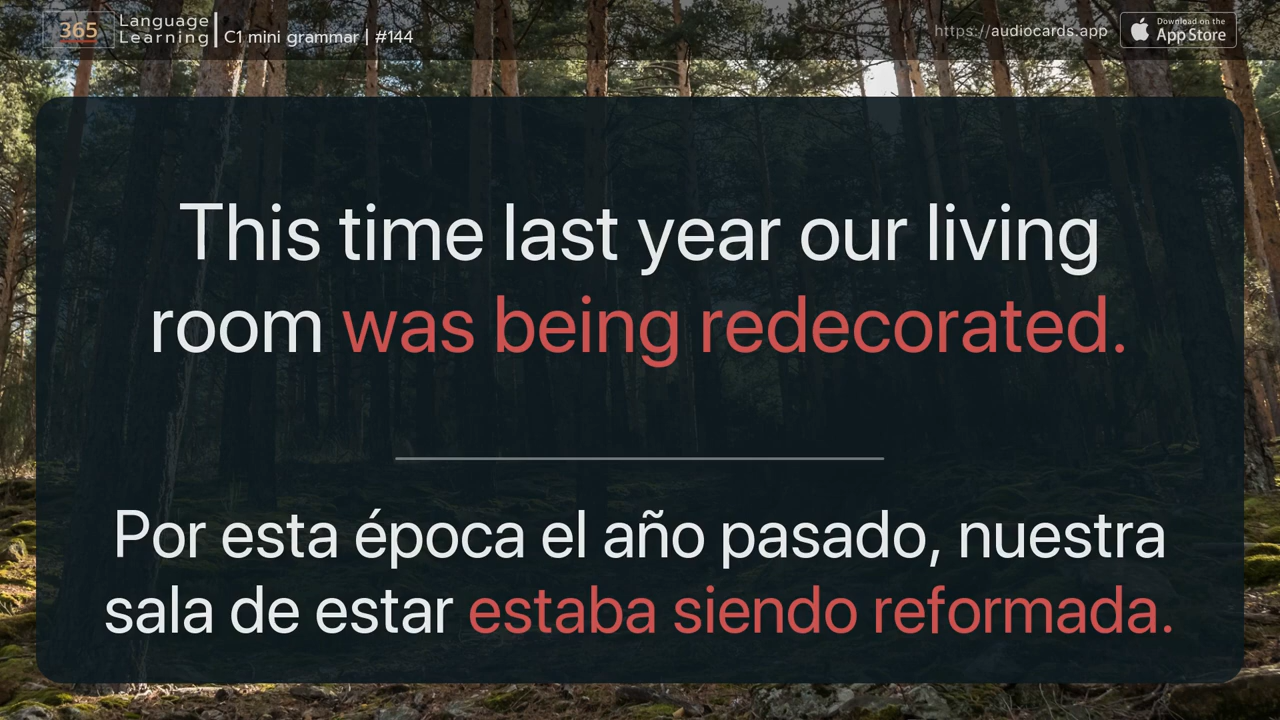 365 Language Learning | C1 mini grammar | #144
https://audiocards.app
Download on the App Store
This time last year our living
room was being redecorated.
Por esta época el año pasado, nuestra
sala de estar estaba siendo reformada.